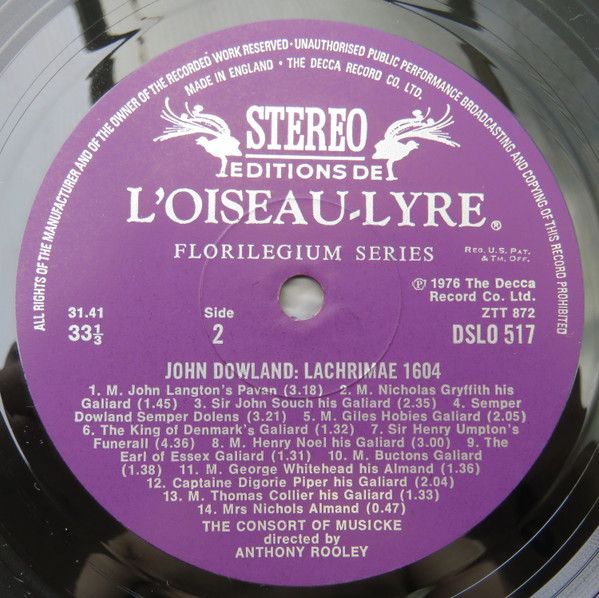 ALL RIGHTS OF THE MANUFACTURER AND OF THE OWNER OF THE RECORDED WORK RESERVED · UNAUTHORISED PUBLIC PERFORMANCE BROADCASTING AND COPYING OF THIS RECORD PROHIBITED
MADE IN ENGLAND · THE DECCA RECORD CO. LTD.
STEREO
EDITIONS DE
L'OISEAU-LYRE®
FLORILEGIUM SERIES
REG. U.S. PAT.
& TM. OFF.
℗ 1976 The Decca
Record Co. Ltd.
31.41
Side
ZTT 872
33⅓
2
DSLO 517
JOHN DOWLAND: LACHRIMAE 1604
1. M. John Langton's Pavan (3.18) 2. M. Nicholas Gryffith his
Galiard (1.45) 3. Sir John Souch his Galiard (2.35) 4. Semper
Dowland Semper Dolens (3.21) 5. M. Giles Hobies Galiard (2.05)
6. The King of Denmark's Galiard (1.32) 7. Sir Henry Umpton's
Funerall (4.36) 8. M. Henry Noel his Galiard (3.00) 9. The
Earl of Essex Galiard (1.31) 10. M. Buctons Galiard
(1.38) 11. M. George Whitehead his Almand (1.36)
12. Captaine Digorie Piper his Galiard (2.04)
13. M. Thomas Collier his Galiard (1.33)
14. Mrs Nichols Almand (0.47)
THE CONSORT OF MUSICKE
directed by
ANTHONY ROOLEY